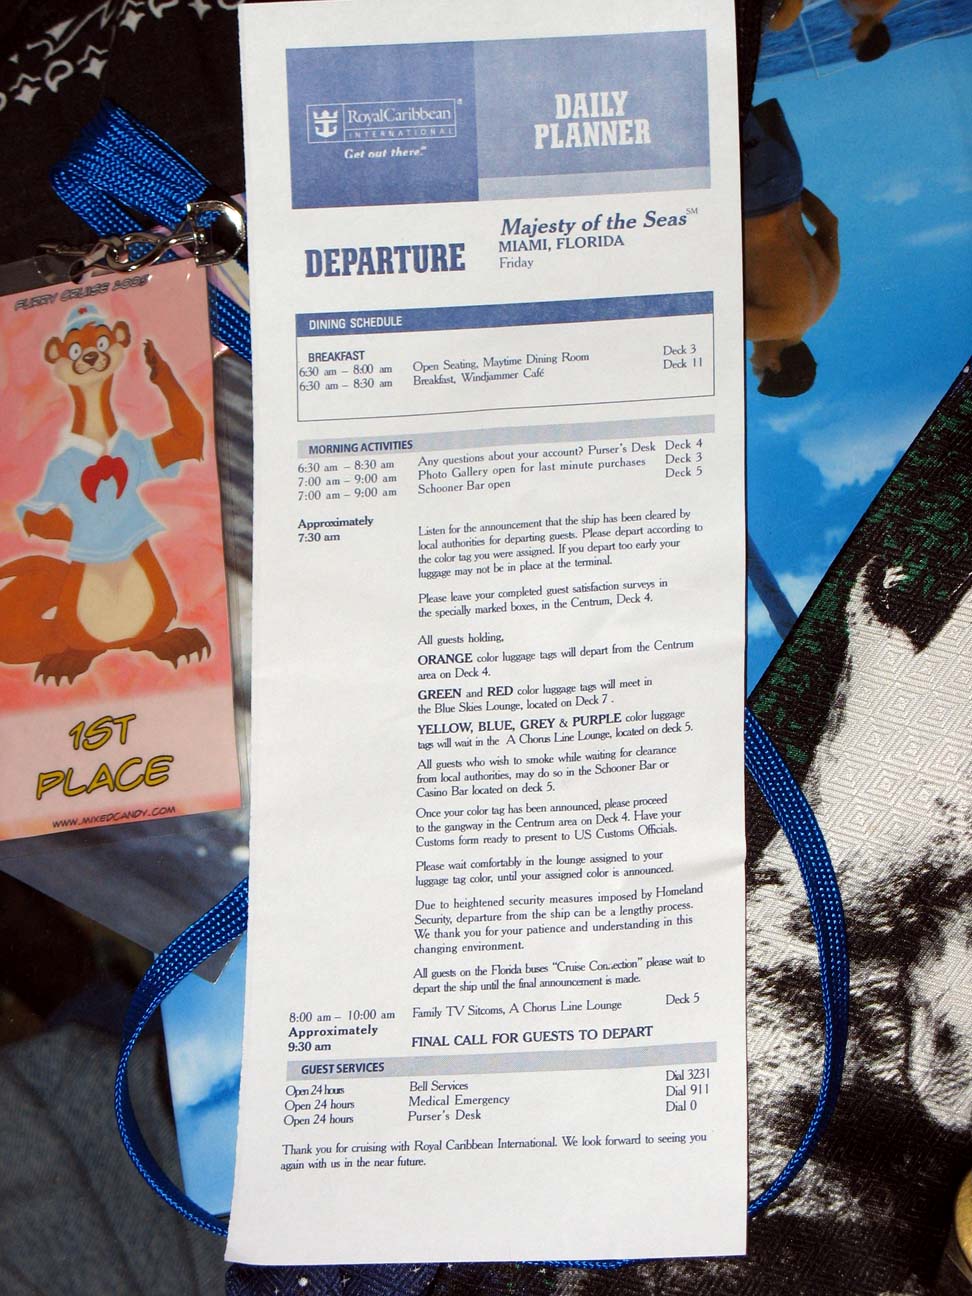 RoyalCaribbean®
INTERNATIONAL
Get out there.℠
DAILY
PLANNER
DEPARTURE
Majesty of the Seas℠
MIAMI, FLORIDA
Friday
DINING SCHEDULE
BREAKFAST
6:30 am – 8:00 am Open Seating, Maytime Dining Room Deck 3
6:30 am – 8:30 am Breakfast, Windjammer Café Deck 11
MORNING ACTIVITIES
6:30 am – 8:30 am Any questions about your account? Purser's Desk Deck 4
7:00 am – 9:00 am Photo Gallery open for last minute purchases Deck 3
7:00 am – 9:00 am Schooner Bar open Deck 5
Approximately
7:30 am
Listen for the announcement that the ship has been cleared by
local authorities for departing guests. Please depart according to
the color tag you were assigned. If you depart too early your
luggage may not be in place at the terminal.
Please leave your completed guest satisfaction surveys in
the specially marked boxes, in the Centrum, Deck 4.
All guests holding,
ORANGE color luggage tags will depart from the Centrum
area on Deck 4.
GREEN and RED color luggage tags will meet in
the Blue Skies Lounge, located on Deck 7 .
YELLOW, BLUE, GREY & PURPLE color luggage
tags will wait in the A Chorus Line Lounge, located on deck 5.
All guests who wish to smoke while waiting for clearance
from local authorities, may do so in the Schooner Bar or
Casino Bar located on deck 5.
Once your color tag has been announced, please proceed
to the gangway in the Centrum area on Deck 4. Have your
Customs form ready to present to US Customs Officials.
Please wait comfortably in the lounge assigned to your
luggage tag color, until your assigned color is announced.
Due to heightened security measures imposed by Homeland
Security, departure from the ship can be a lengthy process.
We thank you for your patience and understanding in this
changing environment.
All guests on the Florida buses "Cruise Connection" please wait to
depart the ship until the final announcement is made.
8:00 am – 10:00 am Family TV Sitcoms, A Chorus Line Lounge Deck 5
Approximately
9:30 am FINAL CALL FOR GUESTS TO DEPART
GUEST SERVICES
Open 24 hours Bell Services Dial 3231
Open 24 hours Medical Emergency Dial 911
Open 24 hours Purser's Desk Dial 0
Thank you for cruising with Royal Caribbean International. We look forward to seeing you
again with us in the near future.
FURRY CRUISE
1ST
PLACE
WWW.MIXEDCANDY.COM